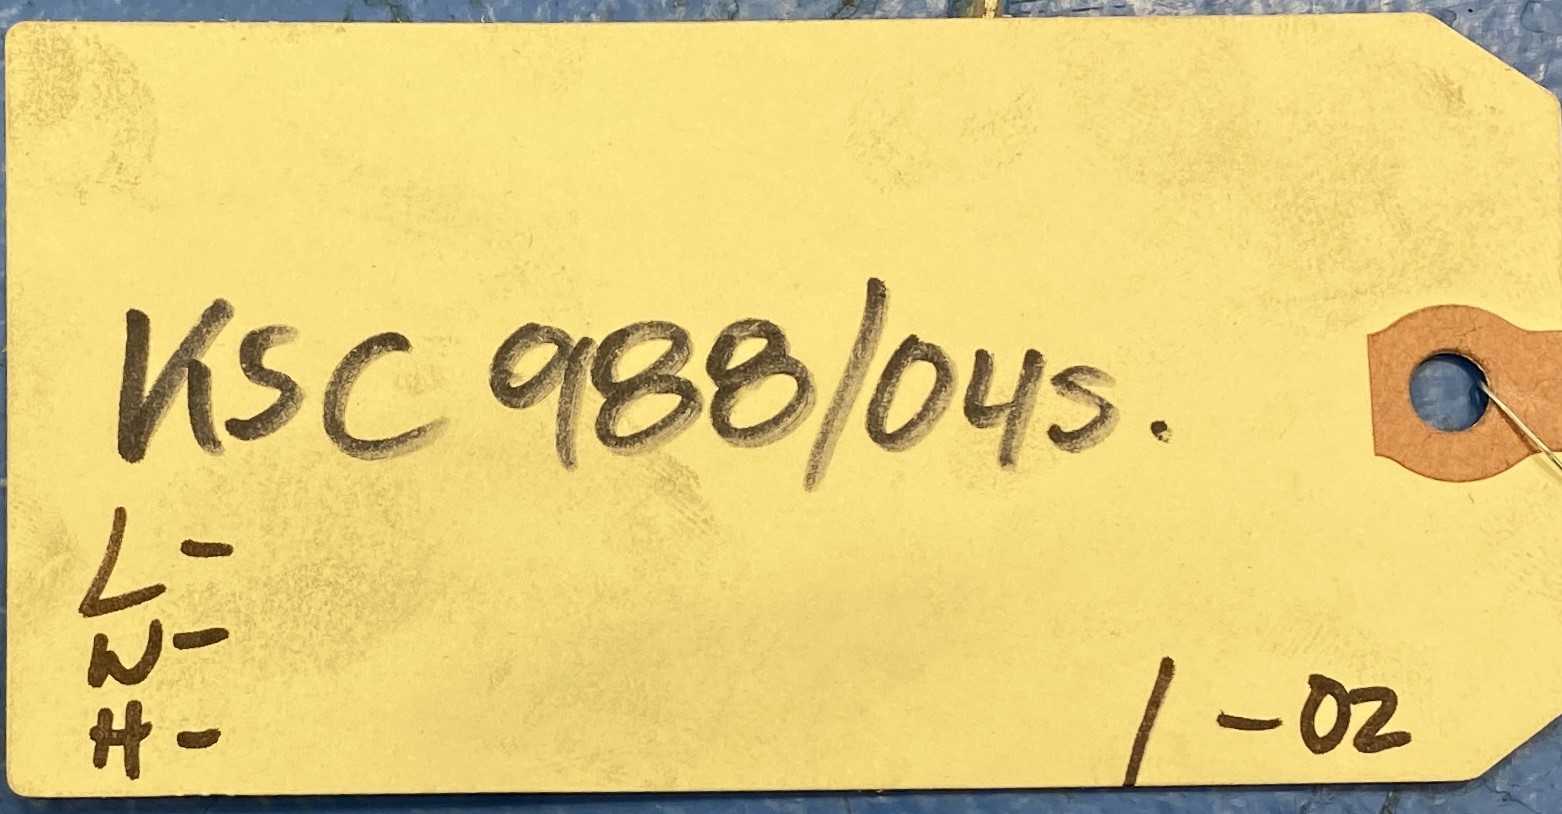 KSC 988/04S.
L -
W -
H -
/ -02